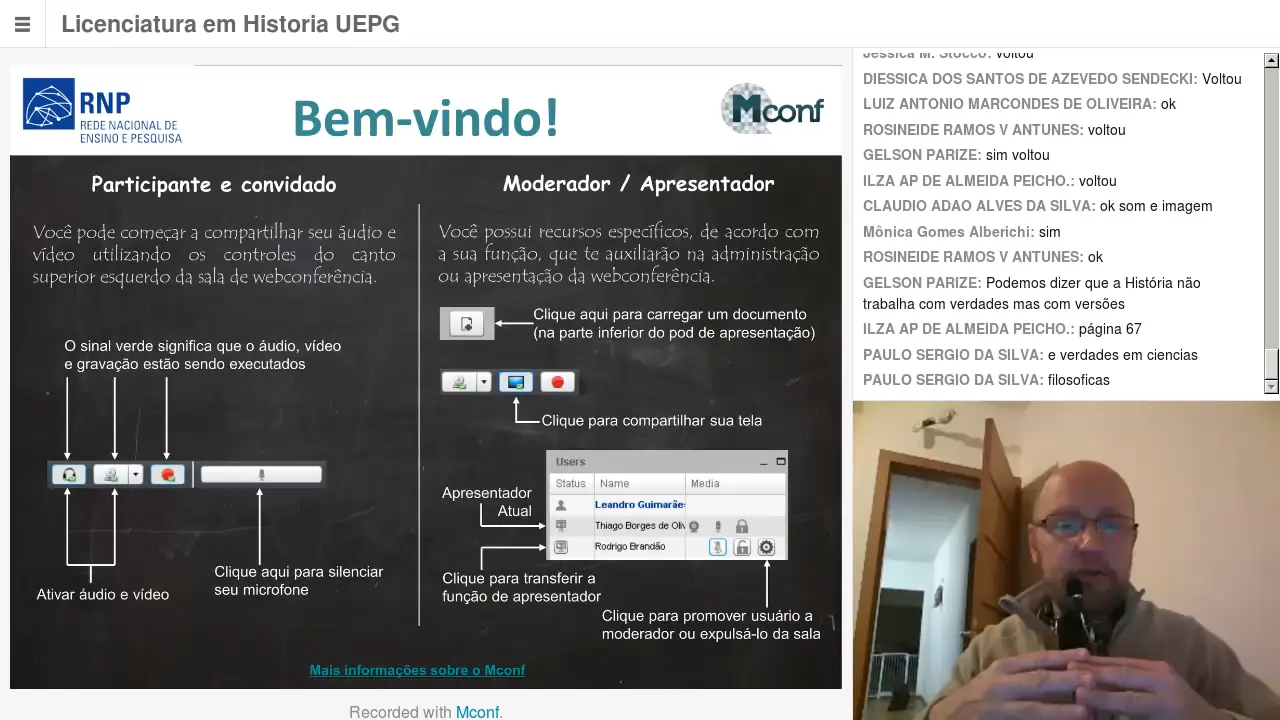 Licenciatura em Historia UEPG
RNP
REDE NACIONAL DE
ENSINO E PESQUISA
Bem-vindo!
Mconf
Participante e convidado
Você pode começar a compartilhar seu áudio e
vídeo utilizando os controles do canto
superior esquerdo da sala de webconferência.
O sinal verde significa que o áudio, vídeo
e gravação estão sendo executados
Ativar áudio e vídeo
Clique aqui para silenciar
seu microfone
Moderador / Apresentador
Você possui recursos específicos, de acordo com
a sua função, que te auxiliarão na administração
ou apresentação da webconferência.
Clique aqui para carregar um documento
(na parte inferior do pod de apresentação)
Clique para compartilhar sua tela
Users
Status Name Media
Leandro Guimarães
Thiago Borges de Oliv
Rodrigo Brandão
Apresentador
Atual
Clique para transferir a
função de apresentador
Clique para promover usuário a
moderador ou expulsá-lo da sala
Mais informações sobre o Mconf
Recorded with Mconf.
Jessica M. Stocco: voltou
DIESSICA DOS SANTOS DE AZEVEDO SENDECKI: Voltou
LUIZ ANTONIO MARCONDES DE OLIVEIRA: ok
ROSINEIDE RAMOS V ANTUNES: voltou
GELSON PARIZE: sim voltou
ILZA AP DE ALMEIDA PEICHO.: voltou
CLAUDIO ADAO ALVES DA SILVA: ok som e imagem
Mônica Gomes Alberichi: sim
ROSINEIDE RAMOS V ANTUNES: ok
GELSON PARIZE: Podemos dizer que a História não
trabalha com verdades mas com versões
ILZA AP DE ALMEIDA PEICHO.: página 67
PAULO SERGIO DA SILVA: e verdades em ciencias
PAULO SERGIO DA SILVA: filosoficas